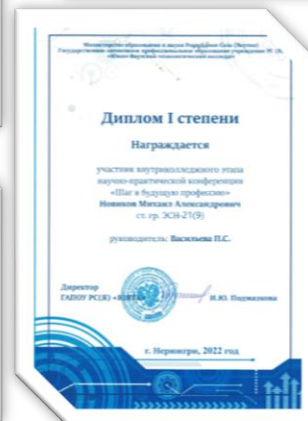 Министерство образования и науки Республики Саха (Якутия)
Государственное автономное профессиональное образовательное учреждение РС (Я)
«Южно-Якутский технологический колледж»
Диплом I степени
Награждается
участник внутриколледжного этапа
научно-практической конференции
«Шаг в будущую профессию»
Новиков Михаил Александрович
ст. гр. ЭСН-21(9)
руководитель: Васильева П.С.
Директор
ГАПОУ РС(Я) «ЮЯТК» И.Ю. Подмазкова
г. Нерюнгри, 2022 год